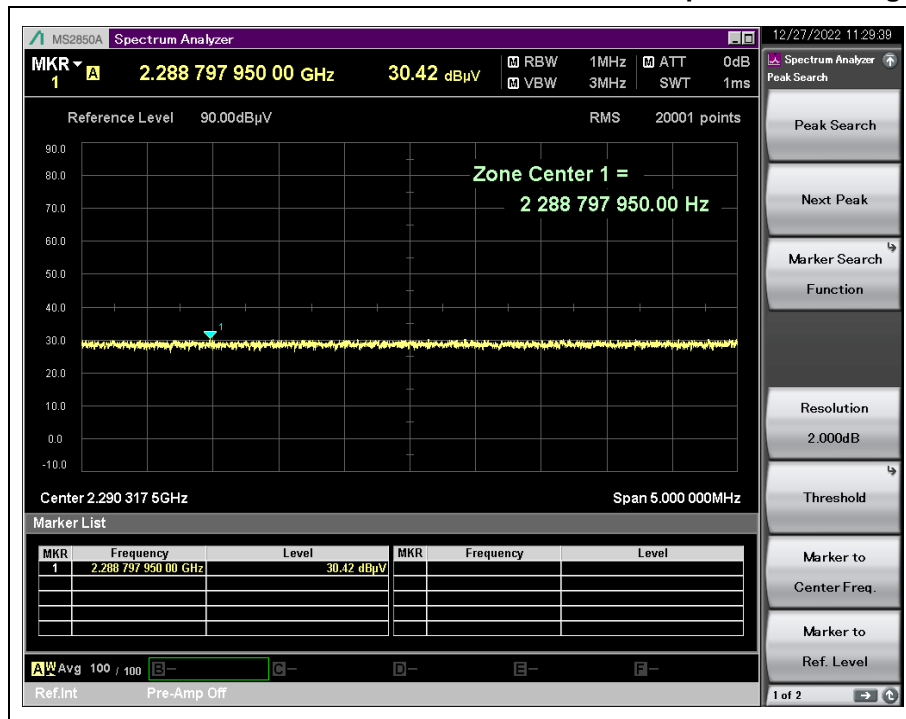 MS2850A Spectrum Analyzer
12/27/2022 11:29:39
MKR A 2.288 797 950 00 GHz 30.42 dBµV M RBW 1MHz M ATT 0dB
1 M VBW 3MHz SWT 1ms
Spectrum Analyzer
Peak Search
Reference Level 90.00dBµV RMS 20001 points
Peak Search
90.0
80.0
70.0
60.0
50.0
40.0
30.0
20.0
10.0
0.0
-10.0
Zone Center 1 =
2 288 797 950.00 Hz
1
Next Peak
Marker Search
Function
Resolution
2.000dB
Threshold
Marker to
Center Freq.
Marker to
Ref. Level
1 of 2
Center 2.290 317 5GHz Span 5.000 000MHz
Marker List
MKR Frequency Level MKR Frequency Level
1 2.288 797 950 00 GHz 30.42 dBµV
A W Avg 100 / 100 B- C- D- E- F-
Ref.Int Pre-Amp Off